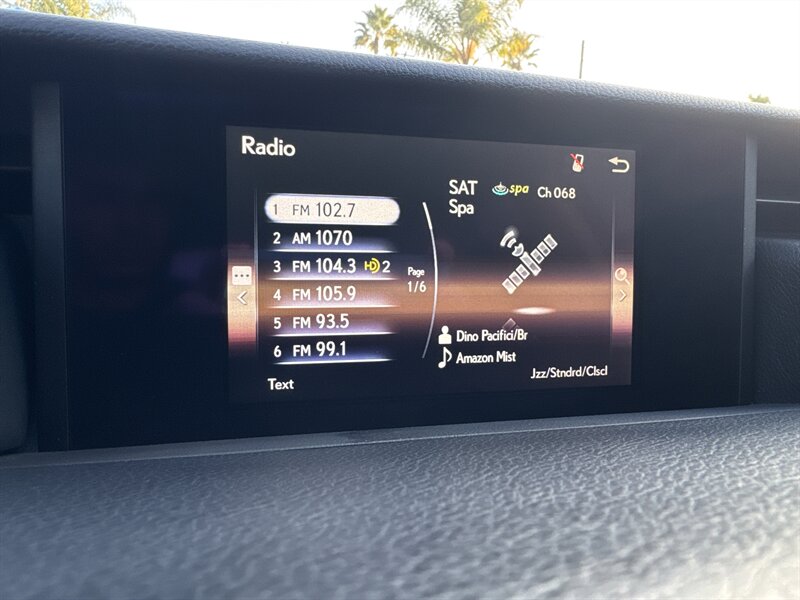 Radio
1 FM 102.7
2 AM 1070
3 FM 104.3 HD 2
4 FM 105.9
5 FM 93.5
6 FM 99.1
Page
1/6
Text
SAT spa Ch 068
Spa
Dino Pacifici/Br
Amazon Mist
Jzz/Stndrd/Clscl